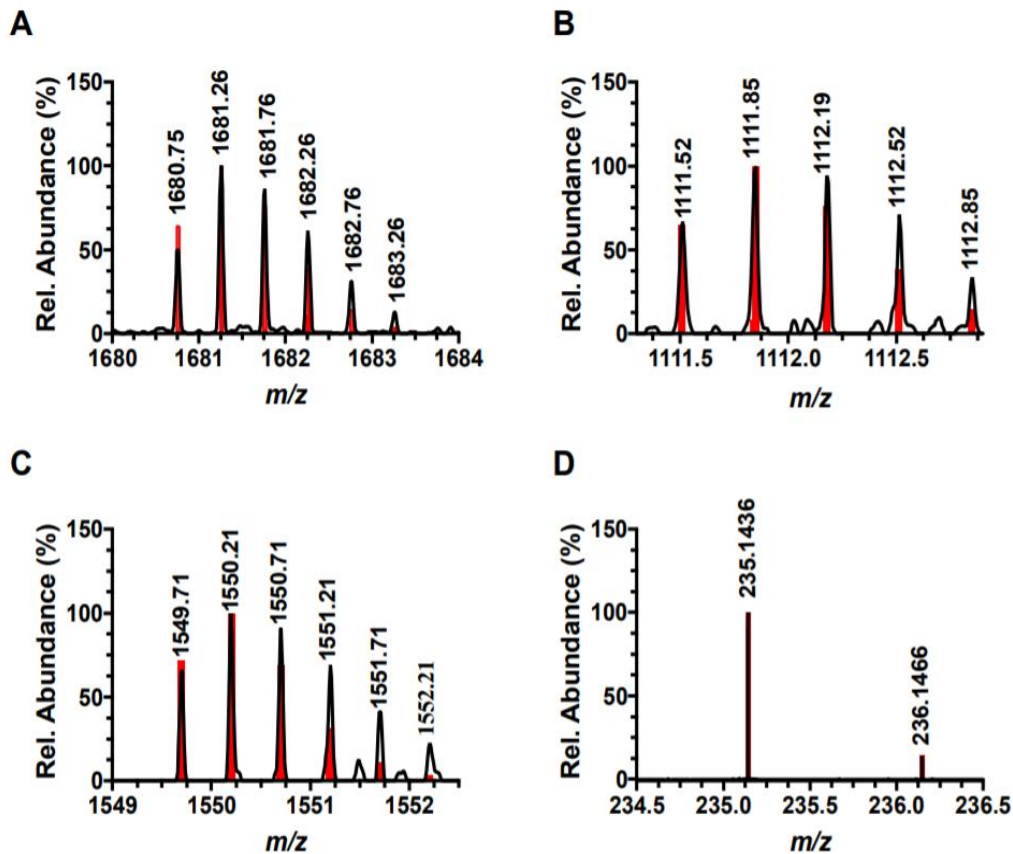 A
Rel. Abundance (%)
150
100
50
0
1680.75
1681.26
1681.76
1682.26
1682.76
1683.26
1680 1681 1682 1683 1684
m/z
B
Rel. Abundance (%)
150
100
50
0
1111.52
1111.85
1112.19
1112.52
1112.85
1111.5 1112.0 1112.5
m/z
C
Rel. Abundance (%)
150
100
50
0
1549.71
1550.21
1550.71
1551.21
1551.71
1552.21
1549 1550 1551 1552
m/z
D
Rel. Abundance (%)
150
100
50
0
235.1436
236.1466
234.5 235.0 235.5 236.0 236.5
m/z